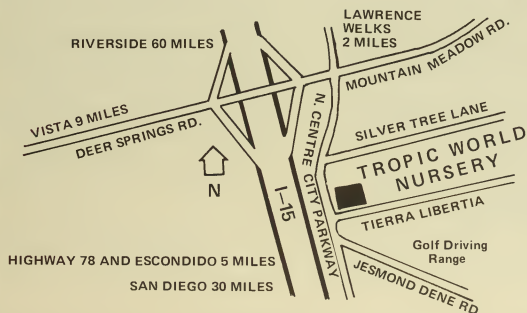 LAWRENCE
WELKS
2 MILES
RIVERSIDE 60 MILES
MOUNTAIN MEADOW RD.
VISTA 9 MILES
DEER SPRINGS RD.
N. CENTRE CITY PARKWAY
SILVER TREE LANE
TROPIC WORLD
NURSERY
N
I-15
TIERRA LIBERTIA
Golf Driving
Range
HIGHWAY 78 AND ESCONDIDO 5 MILES
SAN DIEGO 30 MILES
JESMOND DENE RD